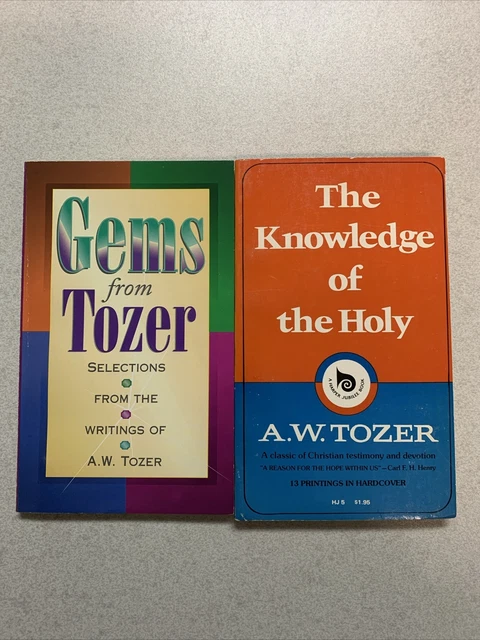 Gems
from
Tozer
SELECTIONS
FROM THE
WRITINGS OF
A.W. TOZER
The
Knowledge
of
the Holy
A HARPER JUBILEE BOOK
A.W. TOZER
A classic of Christian testimony and devotion
"A REASON FOR THE HOPE WITHIN US"—Carl F. H. Henry
13 PRINTINGS IN HARDCOVER
HJ 5 $1.95